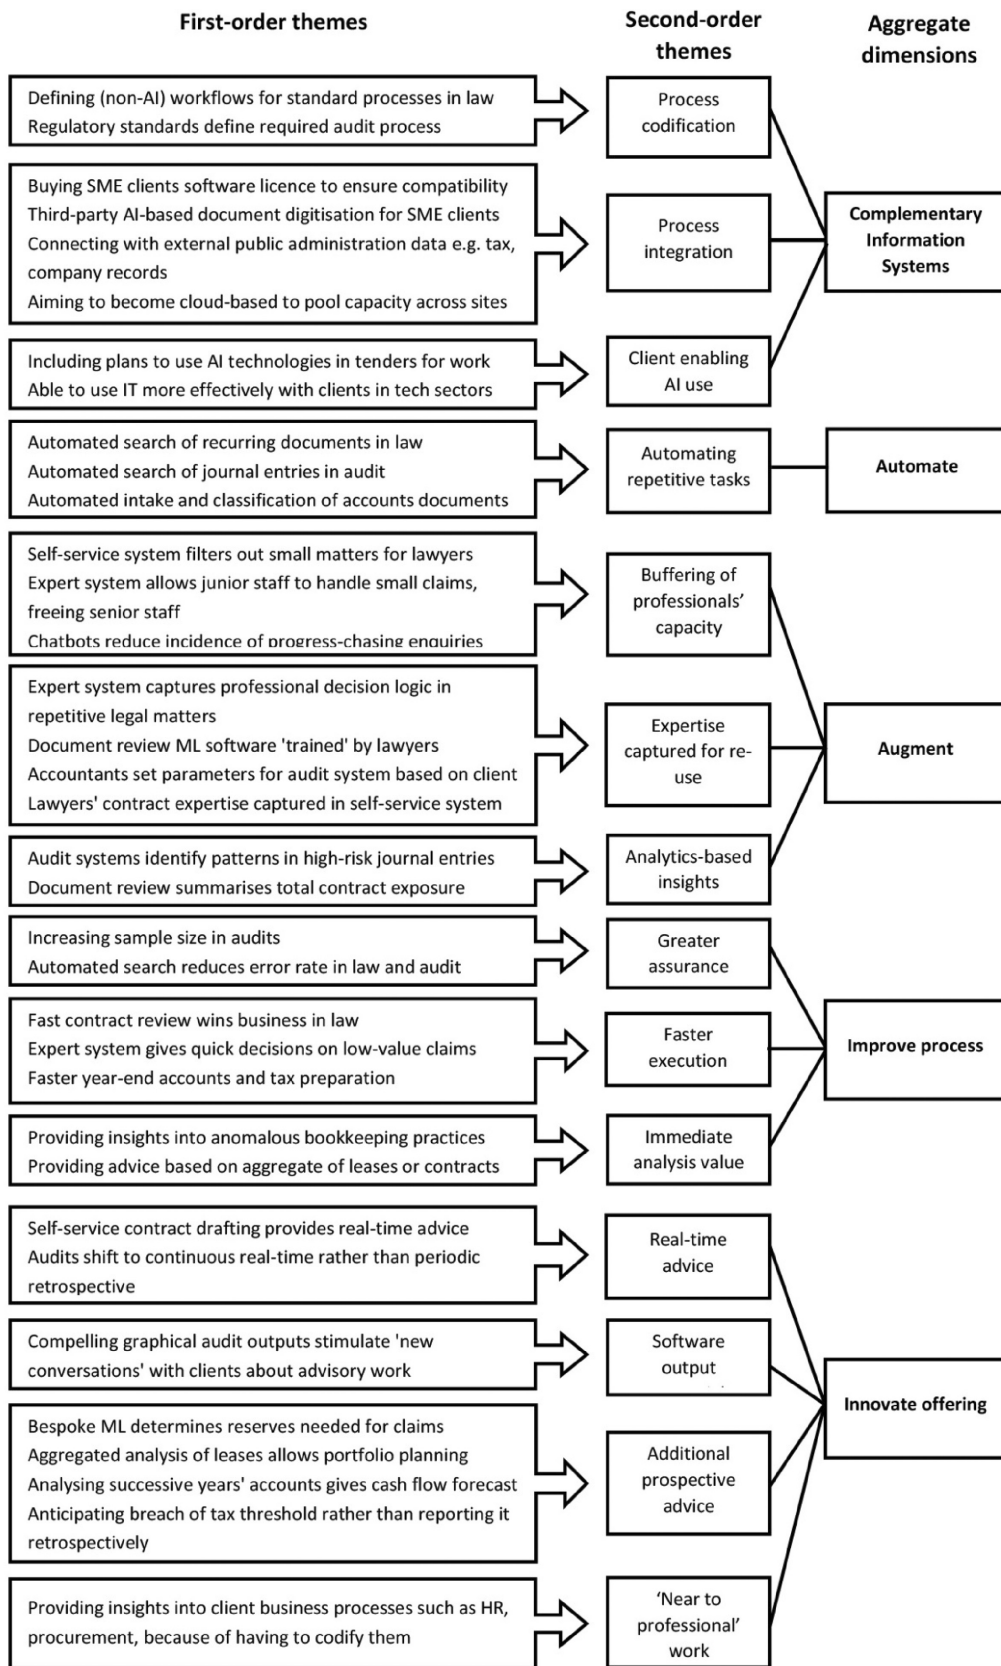 First-order themes
Second-order
themes
Aggregate
dimensions
Defining (non-AI) workflows for standard processes in law
Regulatory standards define required audit process
Process
codification
Buying SME clients software licence to ensure compatibility
Third-party AI-based document digitisation for SME clients
Connecting with external public administration data e.g. tax,
company records
Aiming to become cloud-based to pool capacity across sites
Process
integration
Complementary
Information
Systems
Including plans to use AI technologies in tenders for work
Able to use IT more effectively with clients in tech sectors
Client enabling
AI use
Automated search of recurring documents in law
Automated search of journal entries in audit
Automated intake and classification of accounts documents
Automating
repetitive tasks
Automate
Self-service system filters out small matters for lawyers
Expert system allows junior staff to handle small claims,
freeing senior staff
Chatbots reduce incidence of progress-chasing enquiries
Buffering of
professionals’
capacity
Expert system captures professional decision logic in
repetitive legal matters
Document review ML software 'trained' by lawyers
Accountants set parameters for audit system based on client
Lawyers' contract expertise captured in self-service system
Expertise
captured for re-
use
Augment
Audit systems identify patterns in high-risk journal entries
Document review summarises total contract exposure
Analytics-based
insights
Increasing sample size in audits
Automated search reduces error rate in law and audit
Greater
assurance
Fast contract review wins business in law
Expert system gives quick decisions on low-value claims
Faster year-end accounts and tax preparation
Faster
execution
Improve process
Providing insights into anomalous bookkeeping practices
Providing advice based on aggregate of leases or contracts
Immediate
analysis value
Self-service contract drafting provides real-time advice
Audits shift to continuous real-time rather than periodic
retrospective
Real-time
advice
Compelling graphical audit outputs stimulate 'new
conversations' with clients about advisory work
Software
output
Innovate offering
Bespoke ML determines reserves needed for claims
Aggregated analysis of leases allows portfolio planning
Analysing successive years' accounts gives cash flow forecast
Anticipating breach of tax threshold rather than reporting it
retrospectively
Additional
prospective
advice
Providing insights into client business processes such as HR,
procurement, because of having to codify them
‘Near to
professional’
work